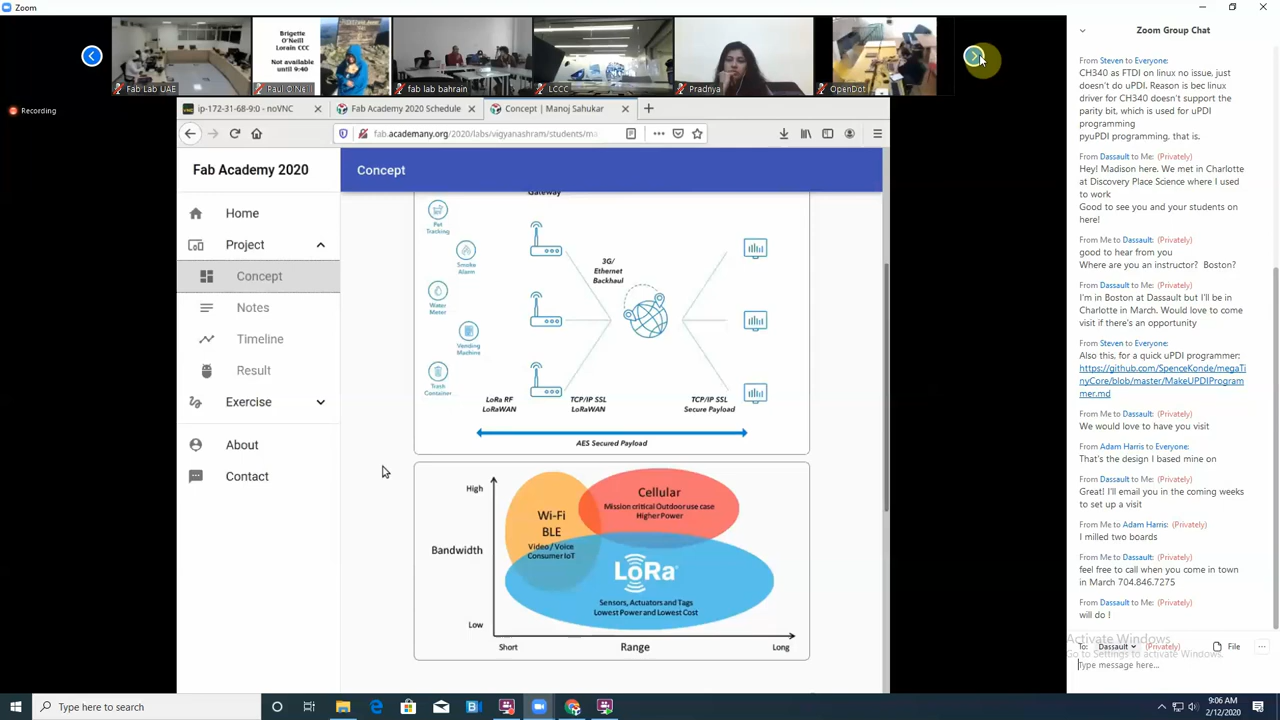 Zoom
Recording
Fab Lab UAE
Brigette
O'Neill
Lorain CCC
Not available
until 9:40
Paul O'Neill
fab lab bahrain
LCCC
Pradnya
OpenDot
ip-172-31-68-9:0 - noVNC
Fab Academy 2020 Schedule
Concept | Manoj Sahukar
fab.academany.org/2020/labs/vigyanashram/students/ma
Fab Academy 2020
Concept
Home
Project
Concept
Notes
Timeline
Result
Exercise
About
Contact
Gateway
Pet
Tracking
Smoke
Alarm
Water
Meter
Vending
Machine
Trash
Container
3G/
Ethernet
Backhaul
LoRa RF
LoRaWAN
TCP/IP SSL
LoRaWAN
TCP/IP SSL
Secure Payload
AES Secured Payload
High
Bandwidth
Low
Wi-Fi
BLE
Video / Voice
Consumer IoT
Cellular
Mission critical Outdoor use case
Higher Power
LoRa
Sensors, Actuators and Tags
Lowest Power and Lowest Cost
Short
Range
Long
Zoom Group Chat
From Steven to Everyone:
CH340 as FTDI on linux no issue, just
doesn't do uPDI. Reason is bec linux
driver for CH340 doesn't support the
parity bit, which is used for uPDI
programming
pyuPDI programming, that is.
From Dassault to Me: (Privately)
Hey! Madison here. We met in Charlotte
at Discovery Place Science where I used
to work
Good to see you and your students on
here!
From Me to Dassault: (Privately)
good to hear from you
Where are you an instructor? Boston?
From Dassault to Me: (Privately)
I'm in Boston at Dassault but I'll be in
Charlotte in March. Would love to come
visit if there's an opportunity
From Steven to Everyone:
Also this, for a quick uPDI programmer:
https://github.com/SpenceKonde/megaTi
nyCore/blob/master/MakeUPDIProgram
mer.md
From Me to Dassault: (Privately)
We would love to have you visit
From Adam Harris to Everyone:
That's the design I based mine on
From Dassault to Me: (Privately)
Great! I'll email you in the coming weeks
to set up a visit
From Me to Adam Harris: (Privately)
I milled two boards
From Me to Dassault: (Privately)
feel free to call when you come in town
in March 704.846.7275
From Dassault to Me: (Privately)
will do !
Activate Windows
Go to Settings to activate Windows.
To: Dassault (Privately)
File
Type message here...
Type here to search
9:06 AM
2/12/2020